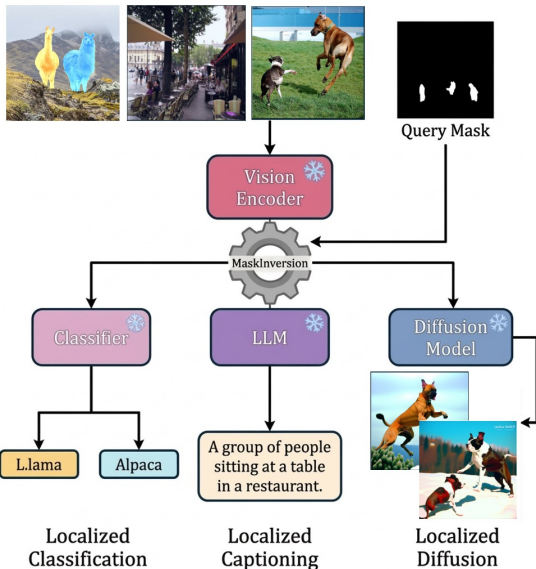 Query Mask
Vision
Encoder
MaskInversion
Classifier
LLM
Diffusion
Model
L.lama
Alpaca
A group of people
sitting at a table
in a restaurant.
Localized
Classification
Localized
Captioning
Localized
Diffusion